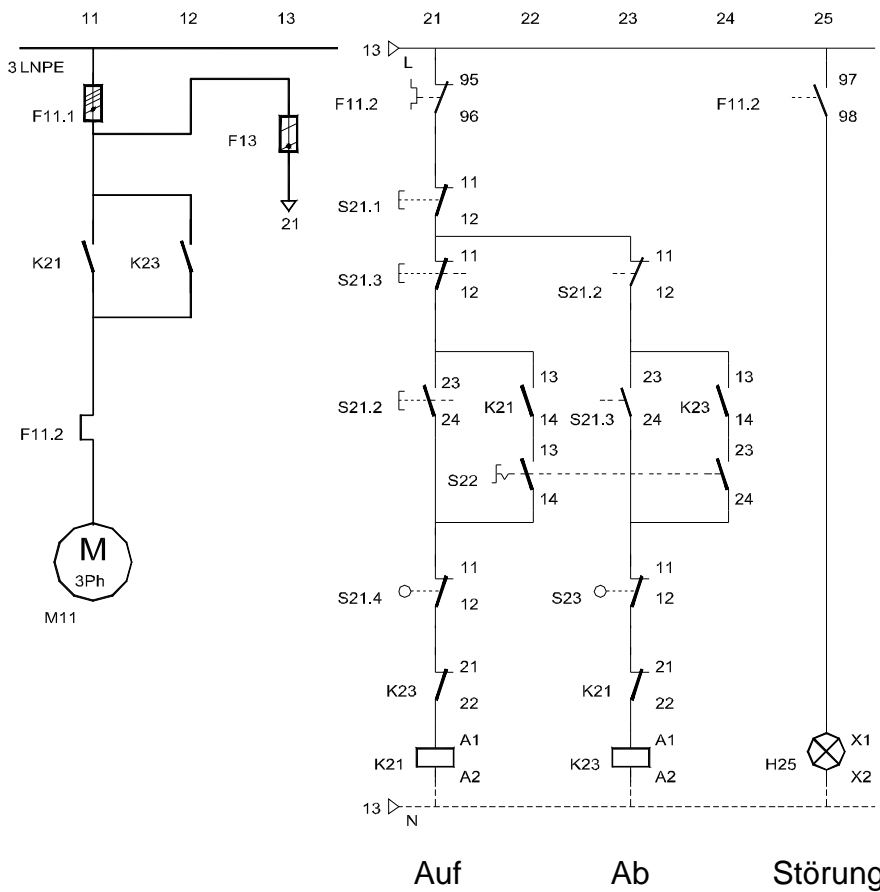 11 12 13 21 22 23 24 25
13 L
3 LNPE
F11.1
F13
21
F11.2 95
96
F11.2 97
98
S21.1 11
12
K21 K23
S21.3 11
12
S21.2 11
12
S21.2 23
24
K21 13
14
S21.3 23
24
K23 13
14
S22 13
14
23
24
F11.2
M
3Ph
M11
S21.4 11
12
S23 11
12
K23 21
22
K21 21
22
K21 A1
A2
K23 A1
A2
H25 X1
X2
13 N
Auf Ab Störung